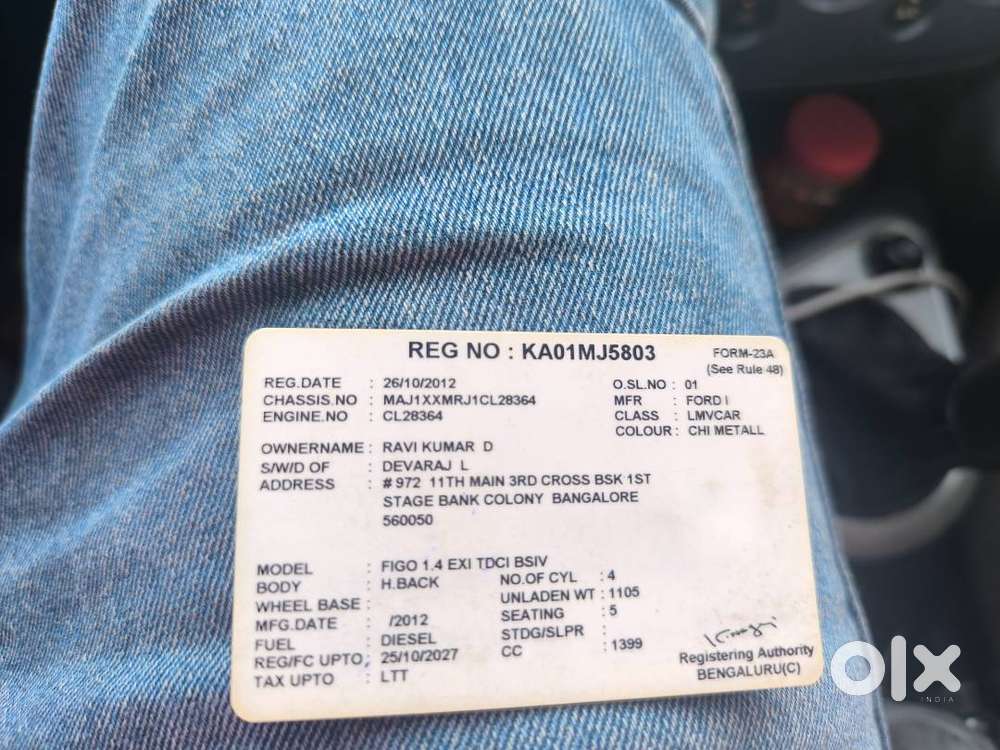 REG NO : KA01MJ5803
FORM-23A
(See Rule 48)
REG.DATE : 26/10/2012 O.SL.NO : 01
CHASSIS.NO : MAJ1XXMRJ1CL28364 MFR : FORD I
ENGINE.NO : CL28364 CLASS : LMVCAR
COLOUR : CHI METALL
OWNERNAME : RAVI KUMAR D
S/W/D OF : DEVARAJ L
ADDRESS : # 972 11TH MAIN 3RD CROSS BSK 1ST
STAGE BANK COLONY BANGALORE
560050
MODEL : FIGO 1.4 EXI TDCI BSIV
BODY : H.BACK NO.OF CYL : 4
WHEEL BASE : UNLADEN WT : 1105
MFG.DATE : /2012 SEATING : 5
FUEL : DIESEL STDG/SLPR :
REG/FC UPTO : 25/10/2027 CC : 1399
TAX UPTO : LTT
Registering Authority
BENGALURU(C)
olx
INDIA